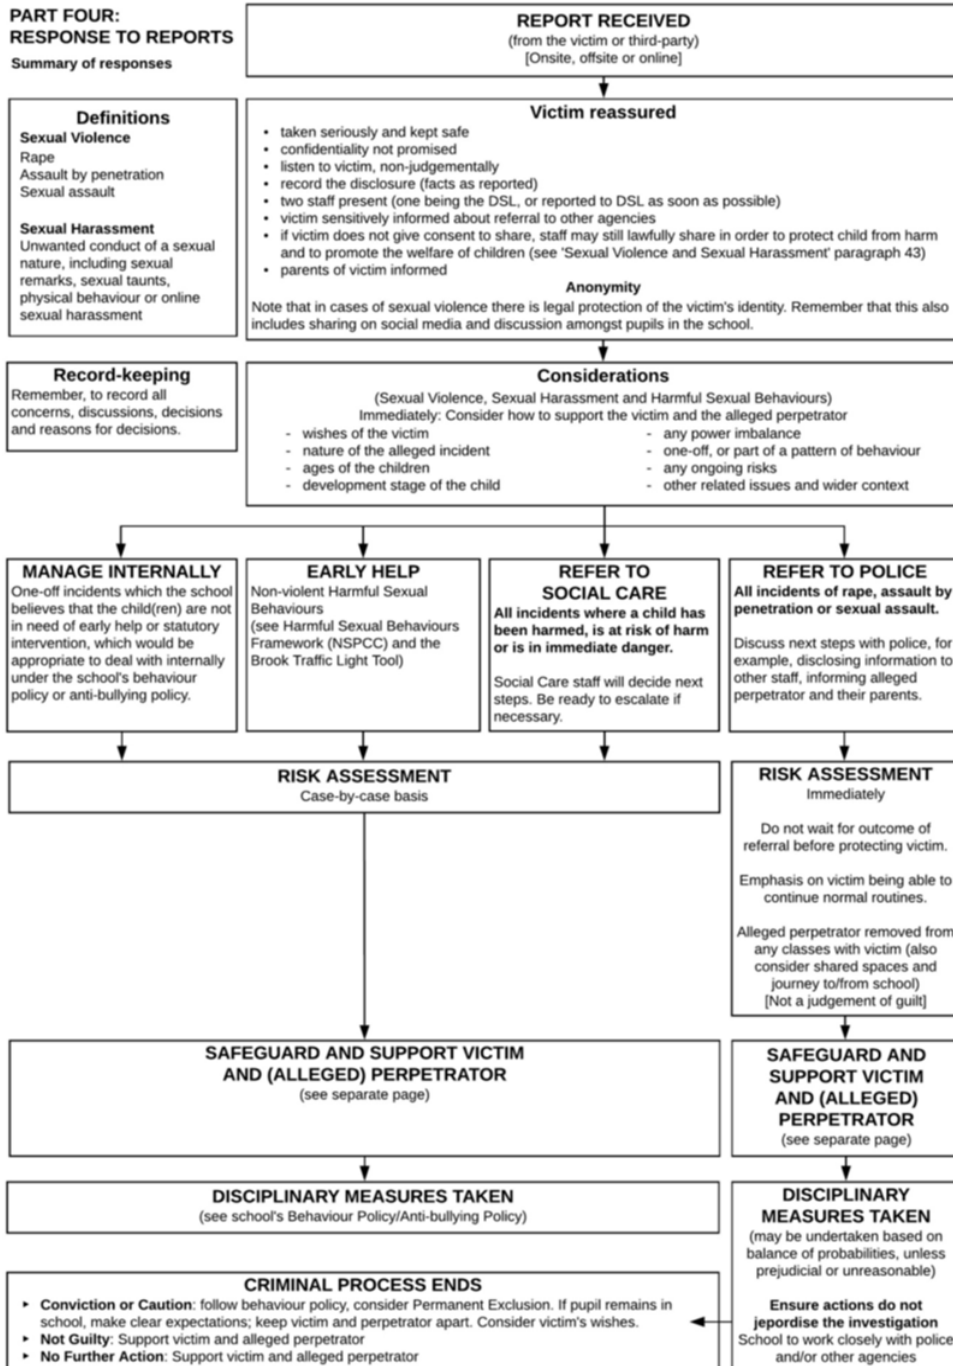 PART FOUR:
RESPONSE TO REPORTS
Summary of responses
REPORT RECEIVED
(from the victim or third-party)
[Onsite, offsite or online]
Definitions
Sexual Violence
Rape
Assault by penetration
Sexual assault
Sexual Harassment
Unwanted conduct of a sexual
nature, including sexual
remarks, sexual taunts,
physical behaviour or online
sexual harassment
Victim reassured
• taken seriously and kept safe
• confidentiality not promised
• listen to victim, non-judgementally
• record the disclosure (facts as reported)
• two staff present (one being the DSL, or reported to DSL as soon as possible)
• victim sensitively informed about referral to other agencies
• if victim does not give consent to share, staff may still lawfully share in order to protect child from harm
and to promote the welfare of children (see 'Sexual Violence and Sexual Harassment' paragraph 43)
• parents of victim informed
Anonymity
Note that in cases of sexual violence there is legal protection of the victim's identity. Remember that this also
includes sharing on social media and discussion amongst pupils in the school.
Record-keeping
Remember, to record all
concerns, discussions, decisions
and reasons for decisions.
Considerations
(Sexual Violence, Sexual Harassment and Harmful Sexual Behaviours)
Immediately: Consider how to support the victim and the alleged perpetrator
- wishes of the victim
- nature of the alleged incident
- ages of the children
- development stage of the child
- any power imbalance
- one-off, or part of a pattern of behaviour
- any ongoing risks
- other related issues and wider context
MANAGE INTERNALLY
One-off incidents which the school
believes that the child(ren) are not
in need of early help or statutory
intervention, which would be
appropriate to deal with internally
under the school's behaviour
policy or anti-bullying policy.
EARLY HELP
Non-violent Harmful Sexual
Behaviours
(see Harmful Sexual Behaviours
Framework (NSPCC) and the
Brook Traffic Light Tool)
REFER TO
SOCIAL CARE
All incidents where a child has
been harmed, is at risk of harm
or is in immediate danger.
Social Care staff will decide next
steps. Be ready to escalate if
necessary.
REFER TO POLICE
All incidents of rape, assault by
penetration or sexual assault.
Discuss next steps with police, for
example, disclosing information to
other staff, informing alleged
perpetrator and their parents.
RISK ASSESSMENT
Case-by-case basis
RISK ASSESSMENT
Immediately
Do not wait for outcome of
referral before protecting victim.
Emphasis on victim being able to
continue normal routines.
Alleged perpetrator removed from
any classes with victim (also
consider shared spaces and
journey to/from school)
[Not a judgement of guilt]
SAFEGUARD AND SUPPORT VICTIM
AND (ALLEGED) PERPETRATOR
(see separate page)
SAFEGUARD AND
SUPPORT VICTIM
AND (ALLEGED)
PERPETRATOR
(see separate page)
DISCIPLINARY MEASURES TAKEN
(see school's Behaviour Policy/Anti-bullying Policy)
DISCIPLINARY
MEASURES TAKEN
(may be undertaken based on
balance of probabilities, unless
prejudicial or unreasonable)
Ensure actions do not
jepordise the investigation
School to work closely with police
and/or other agencies
CRIMINAL PROCESS ENDS
‣ Conviction or Caution: follow behaviour policy, consider Permanent Exclusion. If pupil remains in
school, make clear expectations; keep victim and perpetrator apart. Consider victim's wishes.
‣ Not Guilty: Support victim and alleged perpetrator
‣ No Further Action: Support victim and alleged perpetrator